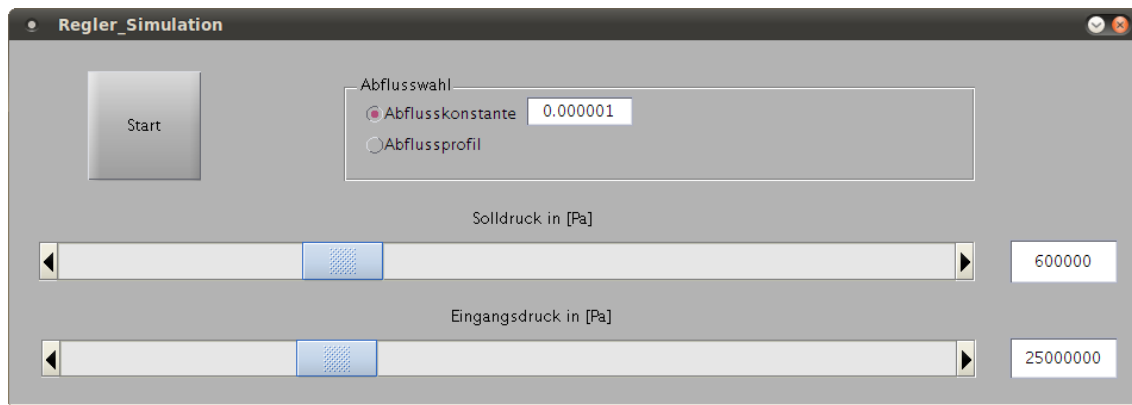 Regler_Simulation
Start
Abflusswahl
Abflusskonstante 0.000001
Abflussprofil
Solldruck in [Pa]
600000
Eingangsdruck in [Pa]
25000000